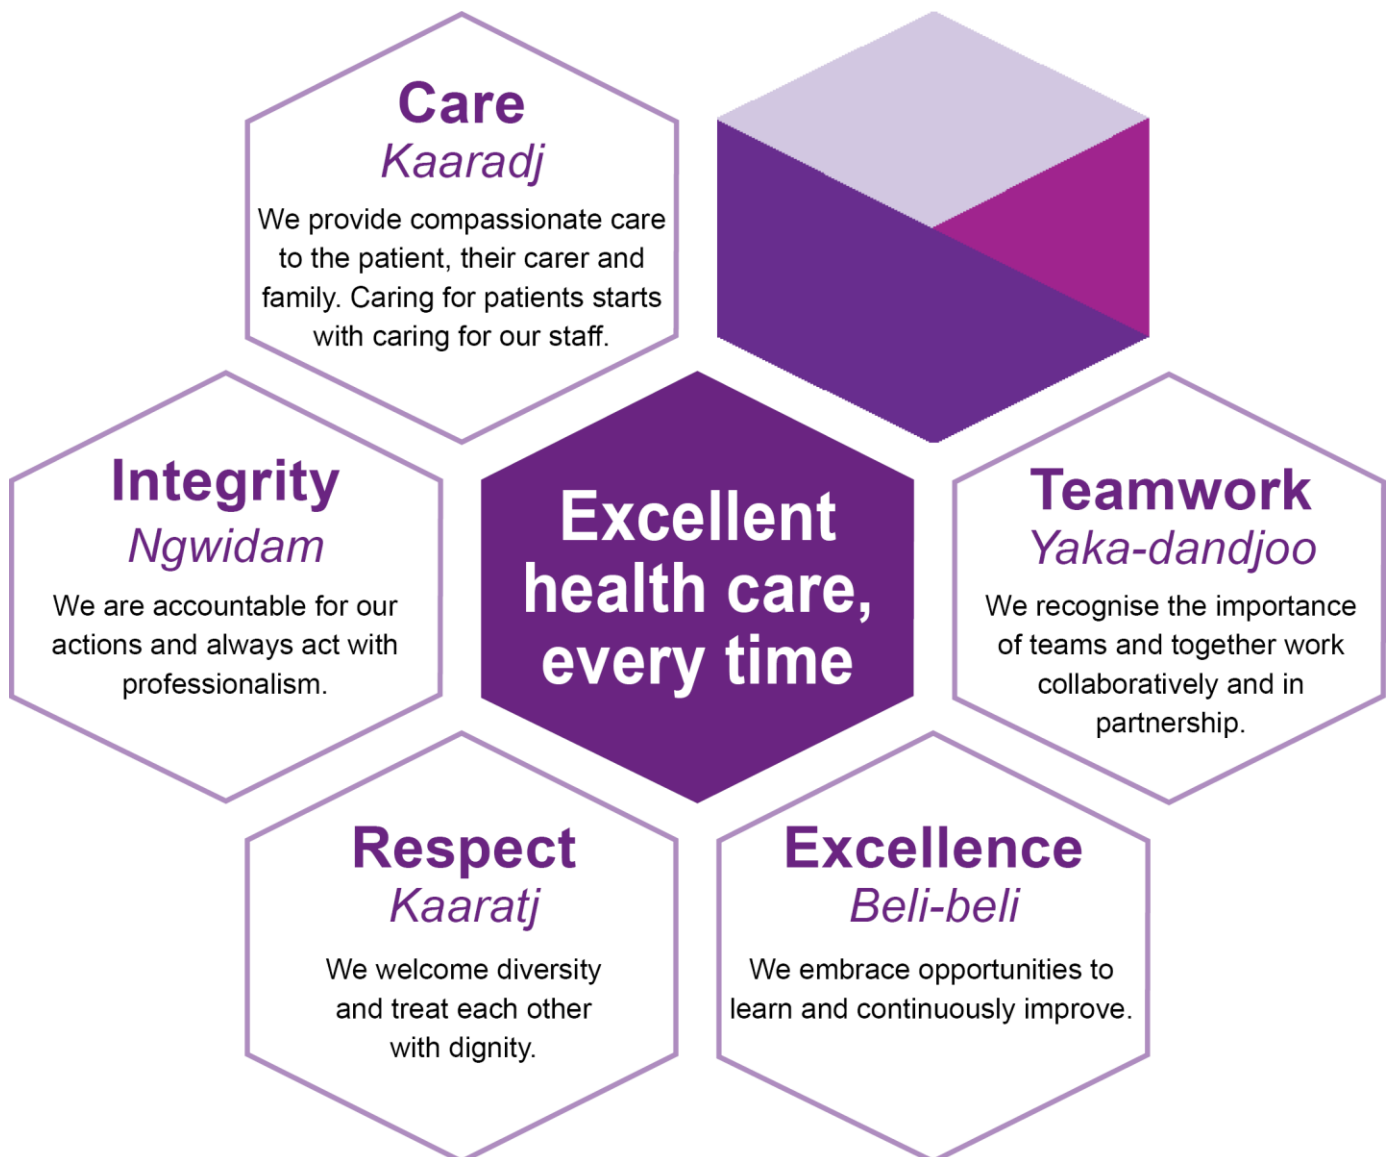 Care
Kaaradj
We provide compassionate care
to the patient, their carer and
family. Caring for patients starts
with caring for our staff.
Integrity
Ngwidam
We are accountable for our
actions and always act with
professionalism.
Excellent
health care,
every time
Teamwork
Yaka-dandjoo
We recognise the importance
of teams and together work
collaboratively and in
partnership.
Respect
Kaaratj
We welcome diversity
and treat each other
with dignity.
Excellence
Beli-beli
We embrace opportunities to
learn and continuously improve.